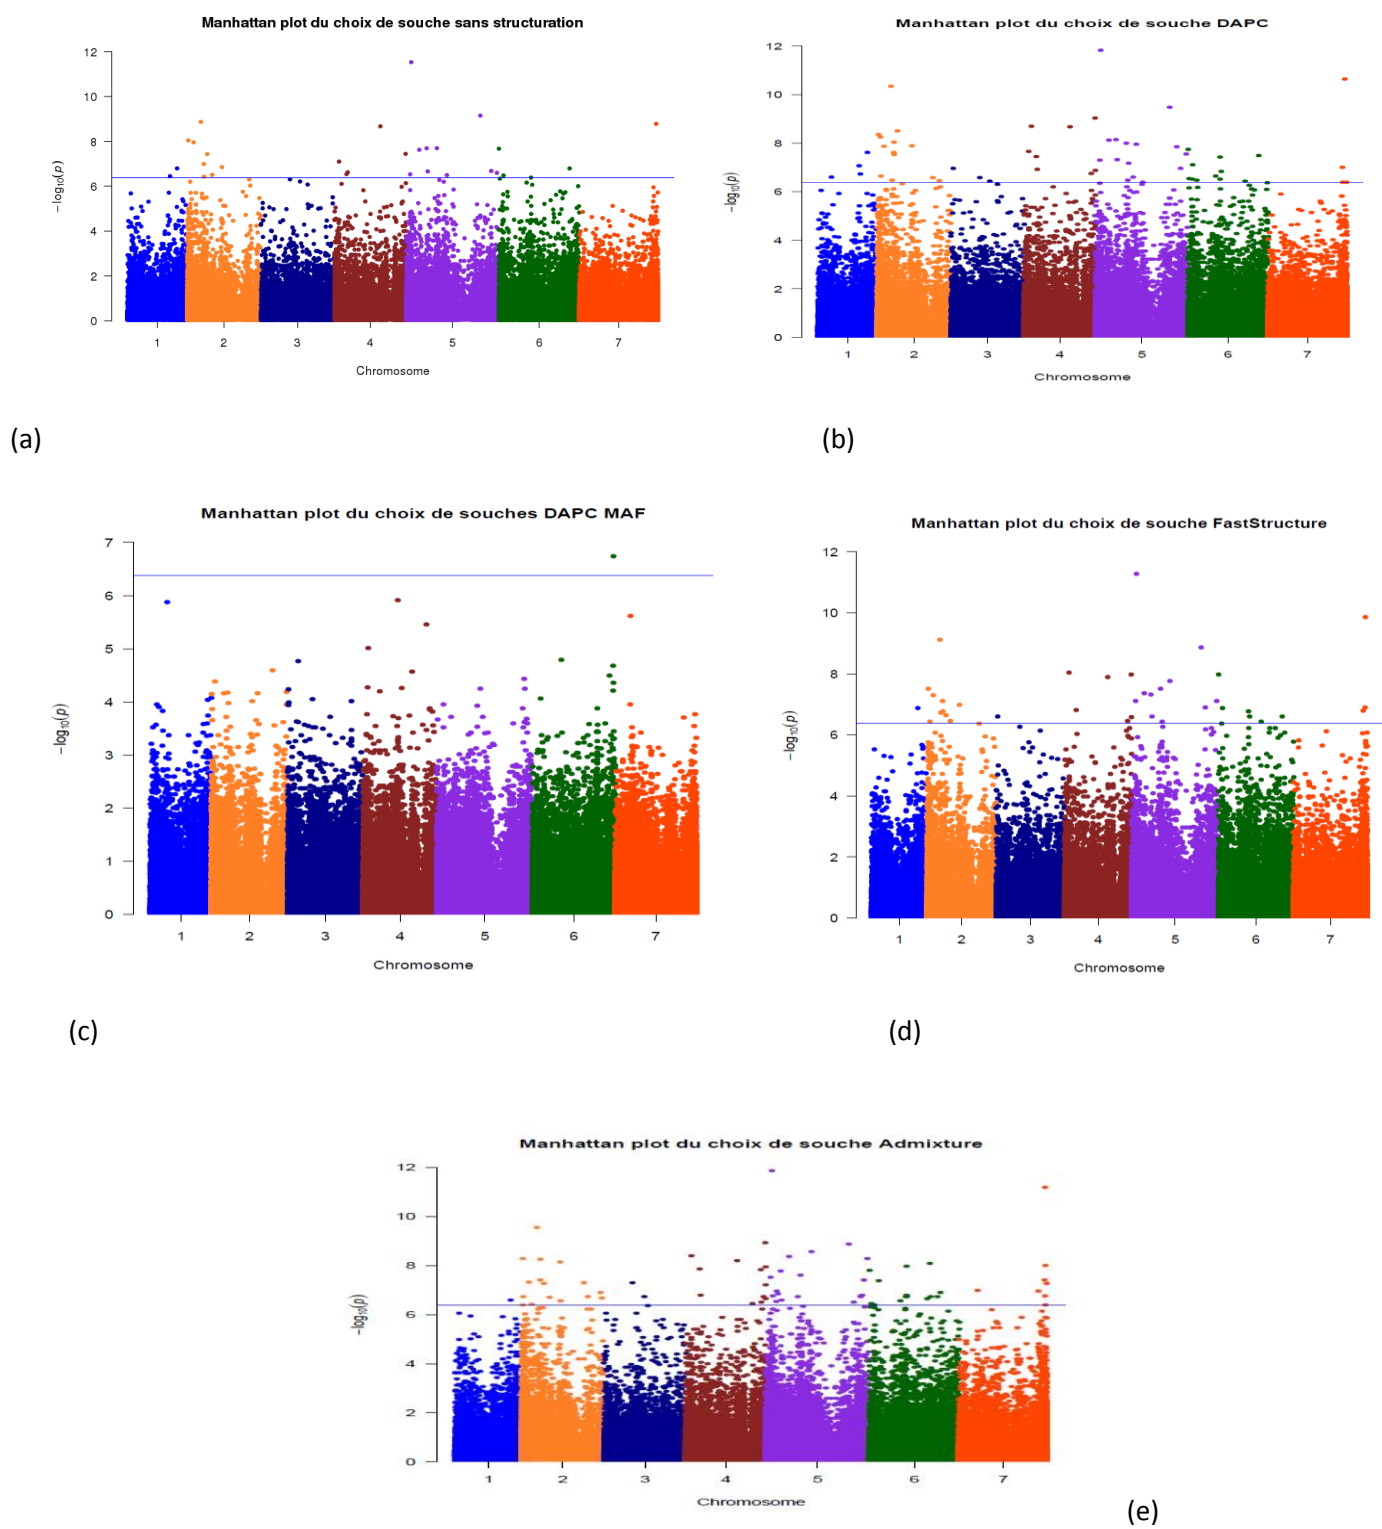 Manhattan plot du choix de souche sans structuration
12
10
8
6
4
2
0
−log10(p)
1 2 3 4 5 6 7
Chromosome
(a)
Manhattan plot du choix de souche DAPC
12
10
8
6
4
2
0
−log10(p)
1 2 3 4 5 6 7
Chromosome
(b)
Manhattan plot du choix de souches DAPC MAF
7
6
5
4
3
2
1
0
−log10(p)
1 2 3 4 5 6 7
Chromosome
(c)
Manhattan plot du choix de souche FastStructure
12
10
8
6
4
2
0
−log10(p)
1 2 3 4 5 6 7
Chromosome
(d)
Manhattan plot du choix de souche Admixture
12
10
8
6
4
2
0
−log10(p)
1 2 3 4 5 6 7
Chromosome
(e)